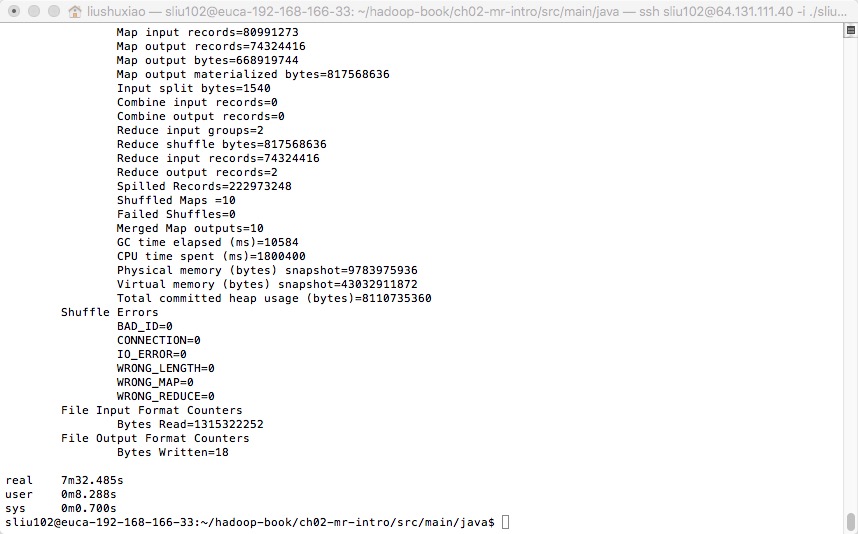 liushuxiao — sliu102@euca-192-168-166-33: ~/hadoop-book/ch02-mr-intro/src/main/java — ssh sliu102@64.131.111.40 -i ./sliu...
Map input records=80991273
Map output records=74324416
Map output bytes=668919744
Map output materialized bytes=817568636
Input split bytes=1540
Combine input records=0
Combine output records=0
Reduce input groups=2
Reduce shuffle bytes=817568636
Reduce input records=74324416
Reduce output records=2
Spilled Records=222973248
Shuffled Maps =10
Failed Shuffles=0
Merged Map outputs=10
GC time elapsed (ms)=10584
CPU time spent (ms)=1800400
Physical memory (bytes) snapshot=9783975936
Virtual memory (bytes) snapshot=43032911872
Total committed heap usage (bytes)=8110735360
Shuffle Errors
BAD_ID=0
CONNECTION=0
IO_ERROR=0
WRONG_LENGTH=0
WRONG_MAP=0
WRONG_REDUCE=0
File Input Format Counters
Bytes Read=1315322252
File Output Format Counters
Bytes Written=18
real 7m32.485s
user 0m8.288s
sys 0m0.700s
sliu102@euca-192-168-166-33:~/hadoop-book/ch02-mr-intro/src/main/java$